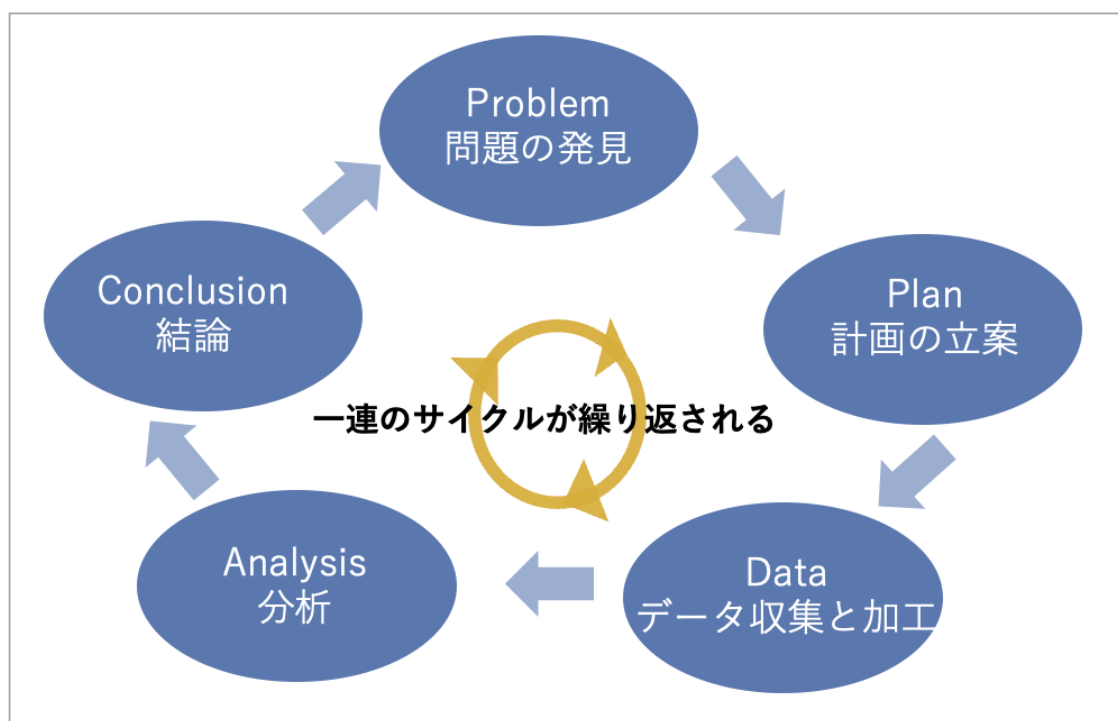 Problem
問題の発見
Plan
計画の立案
Data
データ収集と加工
Analysis
分析
Conclusion
結論
一連のサイクルが繰り返される